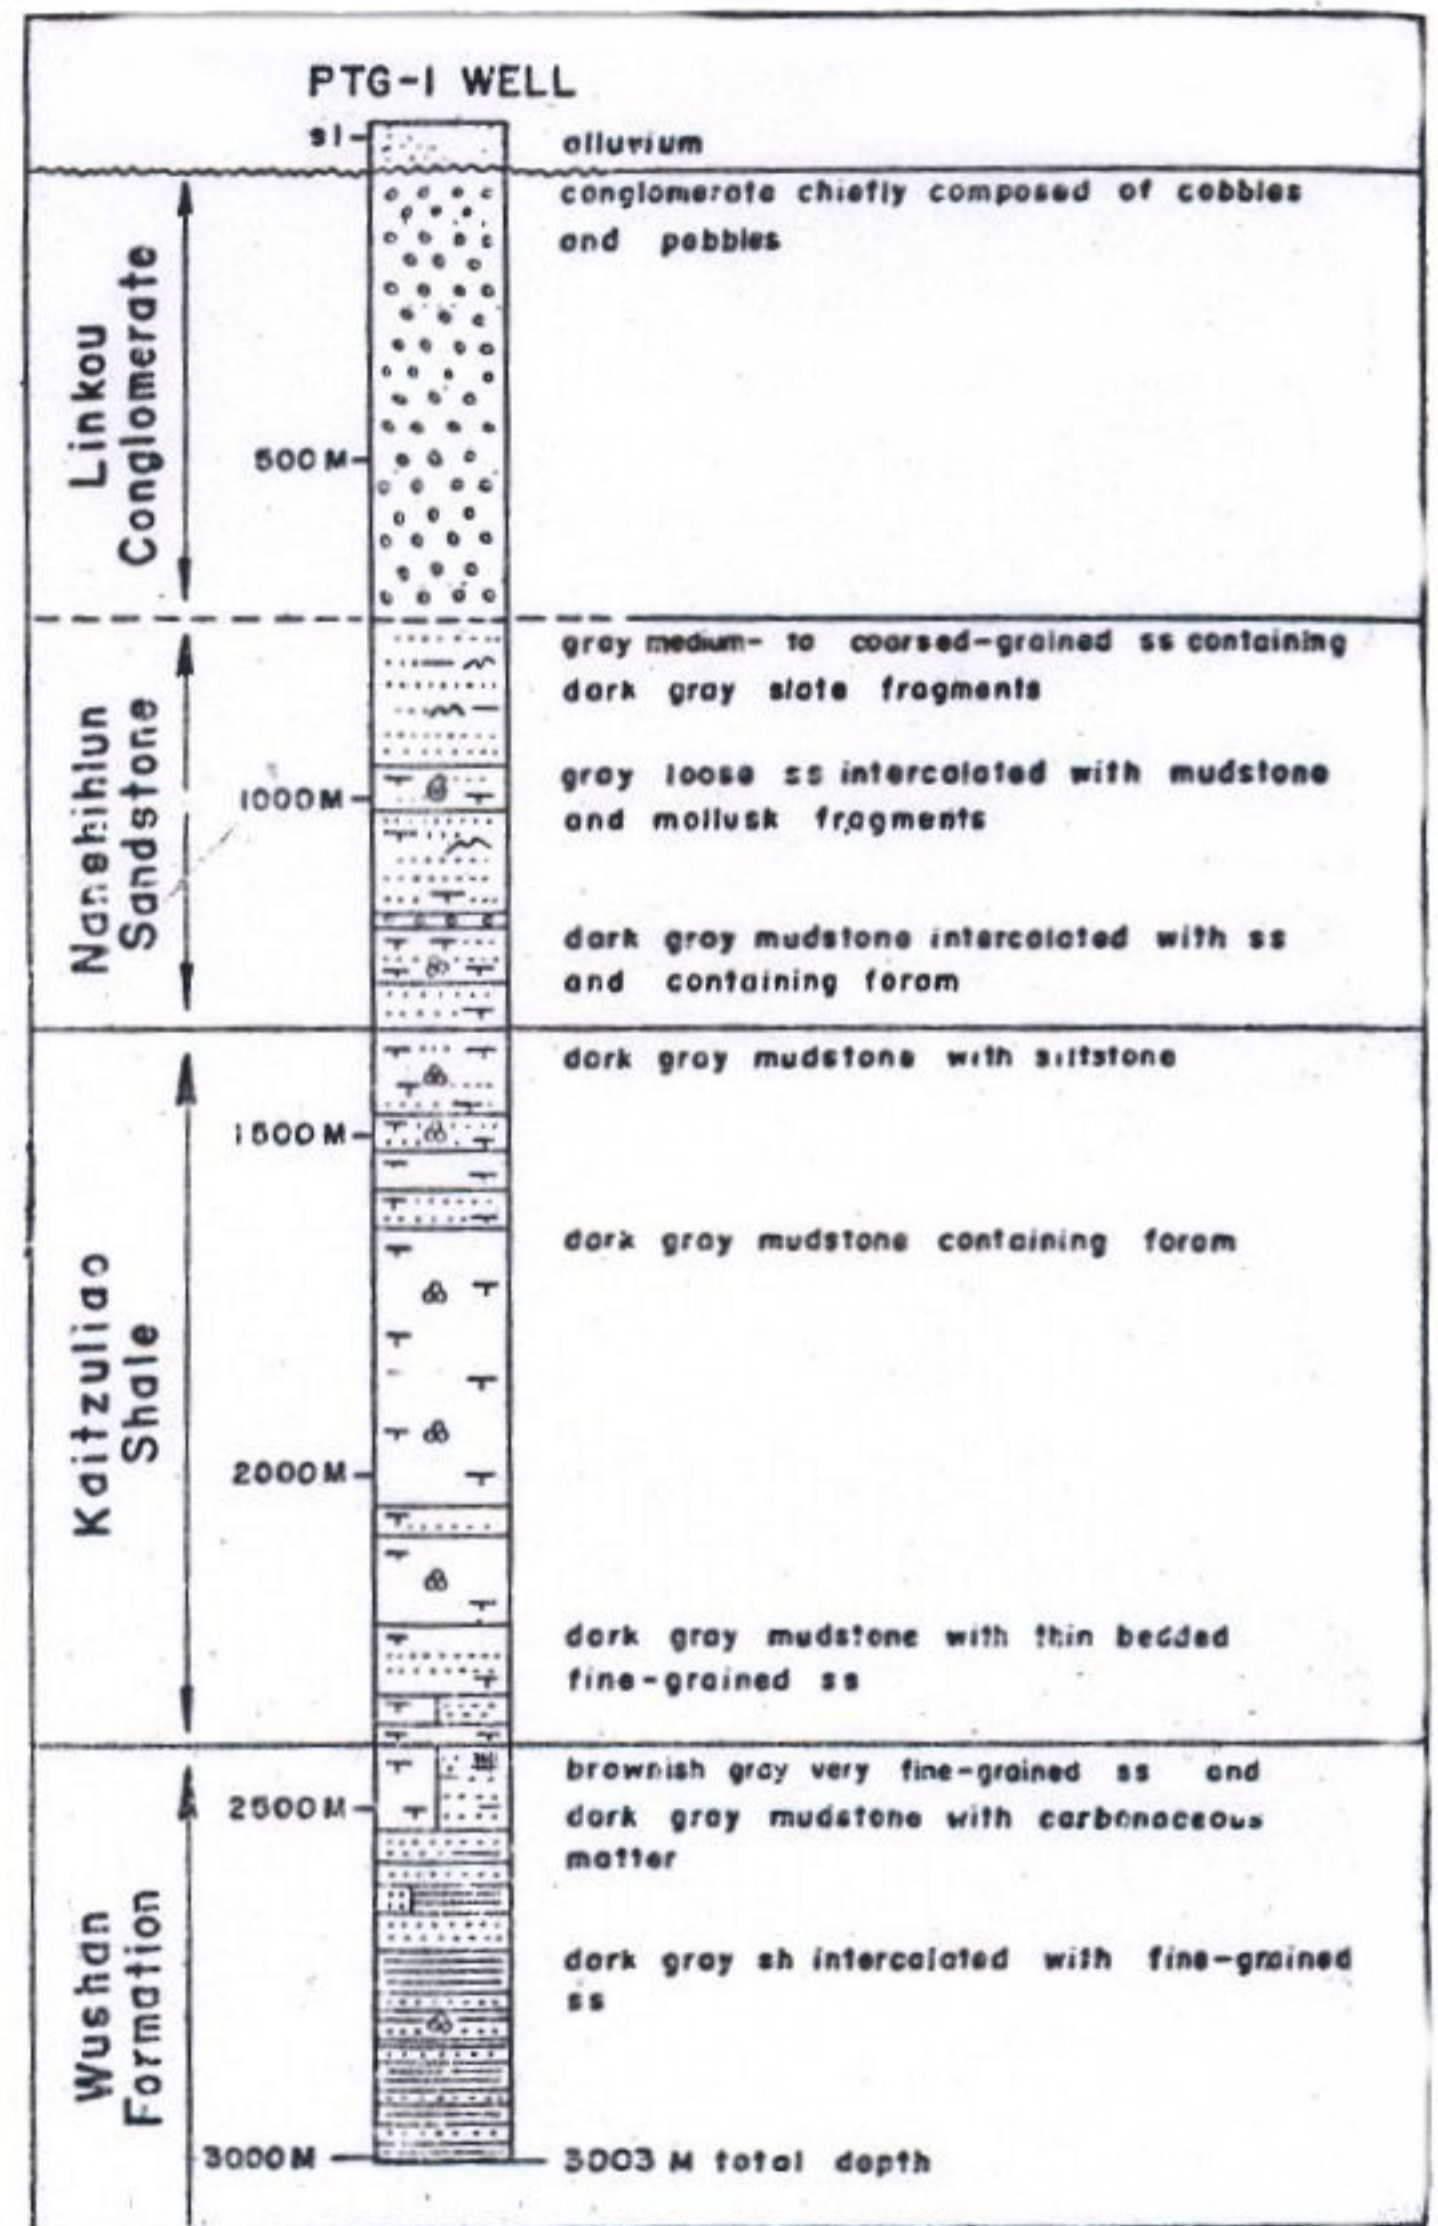 PTG-1 WELL
sl
alluvium
conglomerate chiefly composed of cobbles
and pebbles
Linkou
Conglomerate
500M
gray medium- to coarsed-grained ss containing
dark gray slate fragments
Nanshihlun
Sandstone
gray loose ss intercalated with mudstone
1000M
and mollusk fragments
dark gray mudstone intercalated with ss
and containing foram
dark gray mudstone with siltstone
1500M
dark gray mudstone containing foram
Kaitzuliao
Shale
2000M
dark gray mudstone with thin bedded
fine-grained ss
brownish gray very fine-grained ss and
2500M
dark gray mudstone with carbonaceous
matter
Wushan
Formation
dark gray sh intercalated with fine-grained
ss
3000M
3003 M total depth